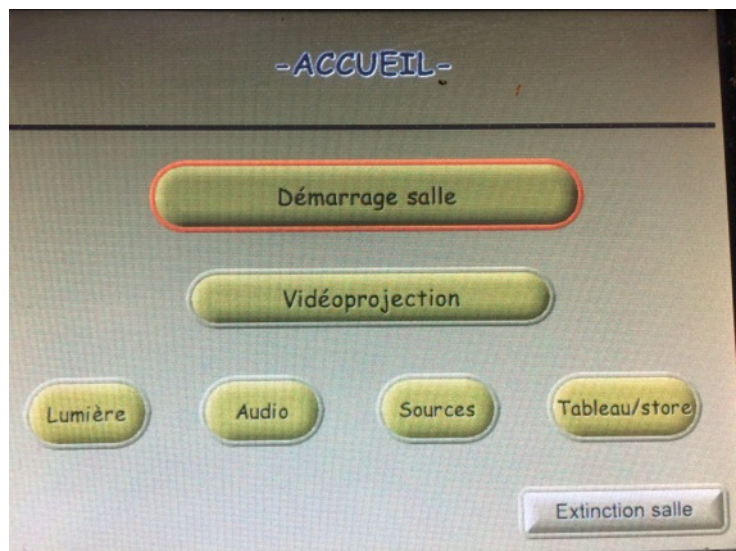 -ACCUEIL-
Démarrage salle
Vidéoprojection
Lumière
Audio
Sources
Tableau/store
Extinction salle